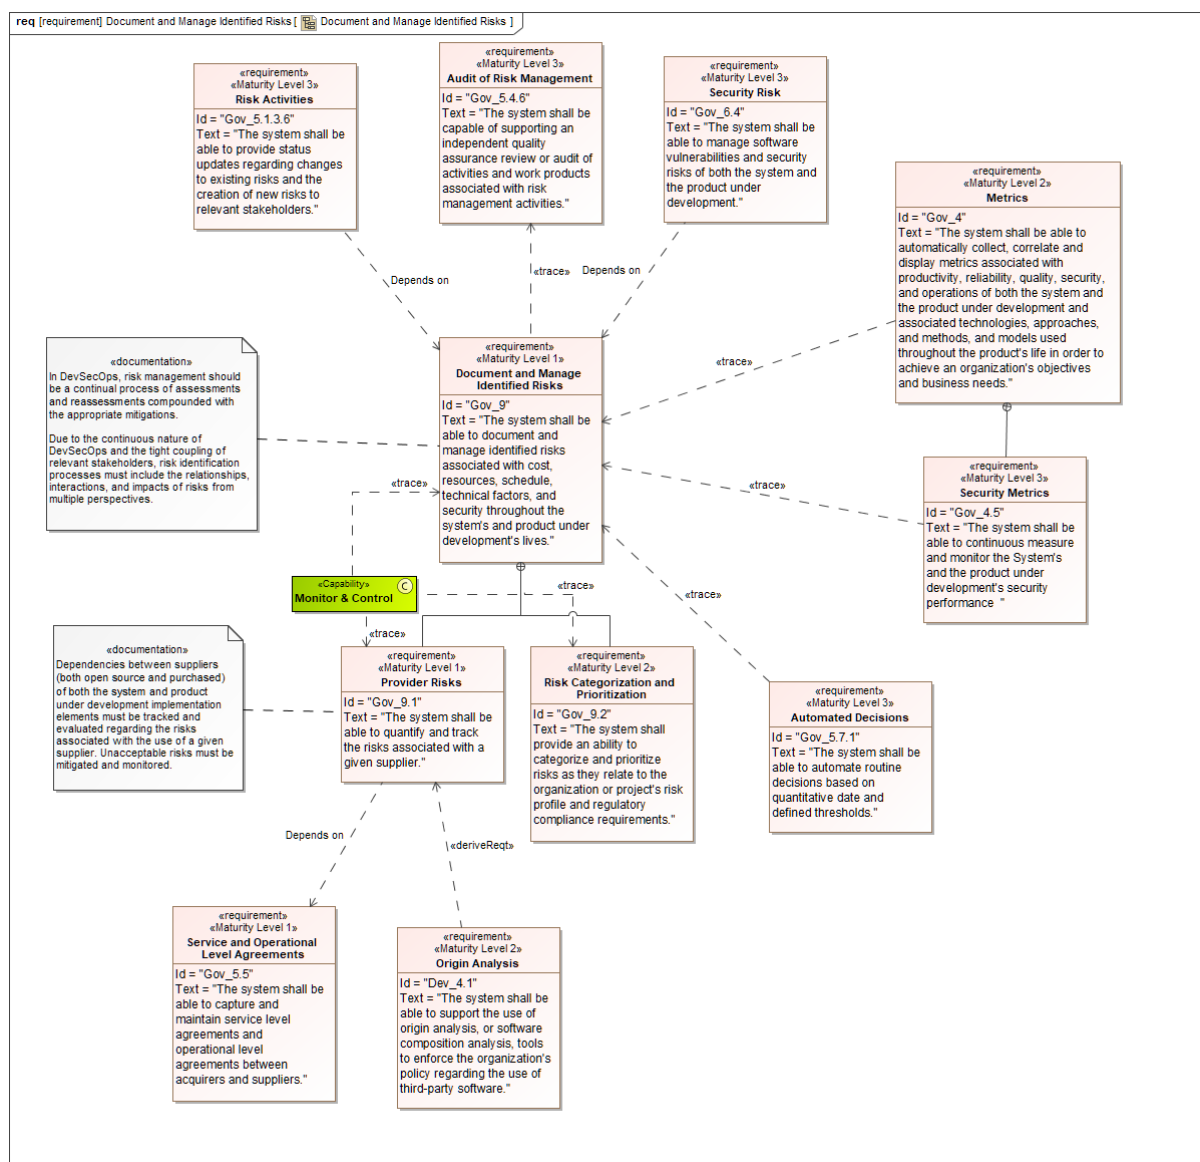 req [requirement] Document and Manage Identified Risks [ Document and Manage Identified Risks ]
«requirement»
«Maturity Level 3»
Risk Activities
Id = "Gov_5.1.3.6"
Text = "The system shall be
able to provide status
updates regarding changes
to existing risks and the
creation of new risks to
relevant stakeholders."
«requirement»
«Maturity Level 3»
Audit of Risk Management
Id = "Gov_5.4.6"
Text = "The system shall be
capable of supporting an
independent quality
assurance review or audit of
activities and work products
associated with risk
management activities."
«requirement»
«Maturity Level 3»
Security Risk
Id = "Gov_6.4"
Text = "The system shall be
able to manage software
vulnerabilities and security
risks of both the system and
the product under
development."
«requirement»
«Maturity Level 2»
Metrics
Id = "Gov_4"
Text = "The system shall be able to
automatically collect, correlate and
display metrics associated with
productivity, reliability, quality, security,
and operations of both the system and
the product under development and
associated technologies, approaches,
and methods, and models used
throughout the product's life in order to
achieve an organization's objectives
and business needs."
Depends on
«trace»
Depends on
«trace»
«documentation»
In DevSecOps, risk management should
be a continual process of assessments
and reassessments compounded with
the appropriate mitigations.
Due to the continuous nature of
DevSecOps and the tight coupling of
relevant stakeholders, risk identification
processes must include the relationships,
interactions, and impacts of risks from
multiple perspectives.
«requirement»
«Maturity Level 1»
Document and Manage
Identified Risks
Id = "Gov_9"
Text = "The system shall be
able to document and
manage identified risks
associated with cost,
resources, schedule,
technical factors, and
security throughout the
system's and product under
development's lives."
«trace»
«trace»
«requirement»
«Maturity Level 3»
Security Metrics
Id = "Gov_4.5"
Text = "The system shall be
able to continuous measure
and monitor the System's
and the product under
development's security
performance "
«Capability»
C
Monitor & Control
«trace»
«trace»
«trace»
«documentation»
Dependencies between suppliers
(both open source and purchased)
of both the system and product
under development implementation
elements must be tracked and
evaluated regarding the risks
associated with the use of a given
supplier. Unacceptable risks must be
mitigated and monitored.
«requirement»
«Maturity Level 1»
Provider Risks
Id = "Gov_9.1"
Text = "The system shall be
able to quantify and track
the risks associated with a
given supplier."
«requirement»
«Maturity Level 2»
Risk Categorization and
Prioritization
Id = "Gov_9.2"
Text = "The system shall
provide an ability to
categorize and prioritize
risks as they relate to the
organization or project's risk
profile and regulatory
compliance requirements."
«requirement»
«Maturity Level 3»
Automated Decisions
Id = "Gov_5.7.1"
Text = "The system shall be
able to automate routine
decisions based on
quantitative date and
defined thresholds."
Depends on
«deriveReqt»
«requirement»
«Maturity Level 1»
Service and Operational
Level Agreements
Id = "Gov_5.5"
Text = "The system shall be
able to capture and
maintain service level
agreements and
operational level
agreements between
acquirers and suppliers."
«requirement»
«Maturity Level 2»
Origin Analysis
Id = "Dev_4.1"
Text = "The system shall be
able to support the use of
origin analysis, or software
composition analysis, tools
to enforce the organization's
policy regarding the use of
third-party software."